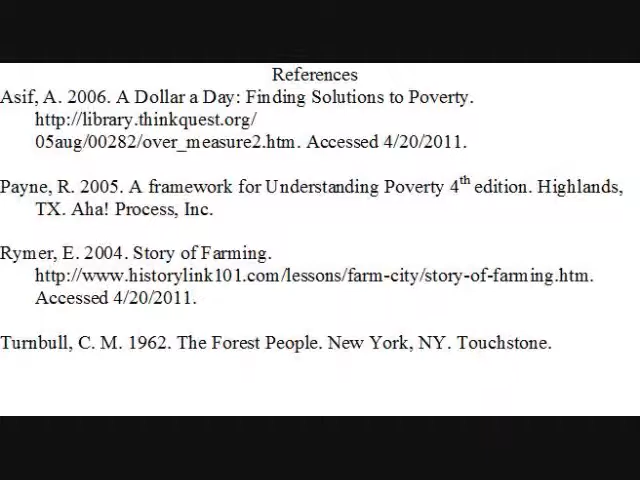 References
Asif, A. 2006. A Dollar a Day: Finding Solutions to Poverty.
http://library.thinkquest.org/
05aug/00282/over_measure2.htm. Accessed 4/20/2011.
Payne, R. 2005. A framework for Understanding Poverty 4th edition. Highlands,
TX. Aha! Process, Inc.
Rymer, E. 2004. Story of Farming.
http://www.historylink101.com/lessons/farm-city/story-of-farming.htm.
Accessed 4/20/2011.
Turnbull, C. M. 1962. The Forest People. New York, NY. Touchstone.